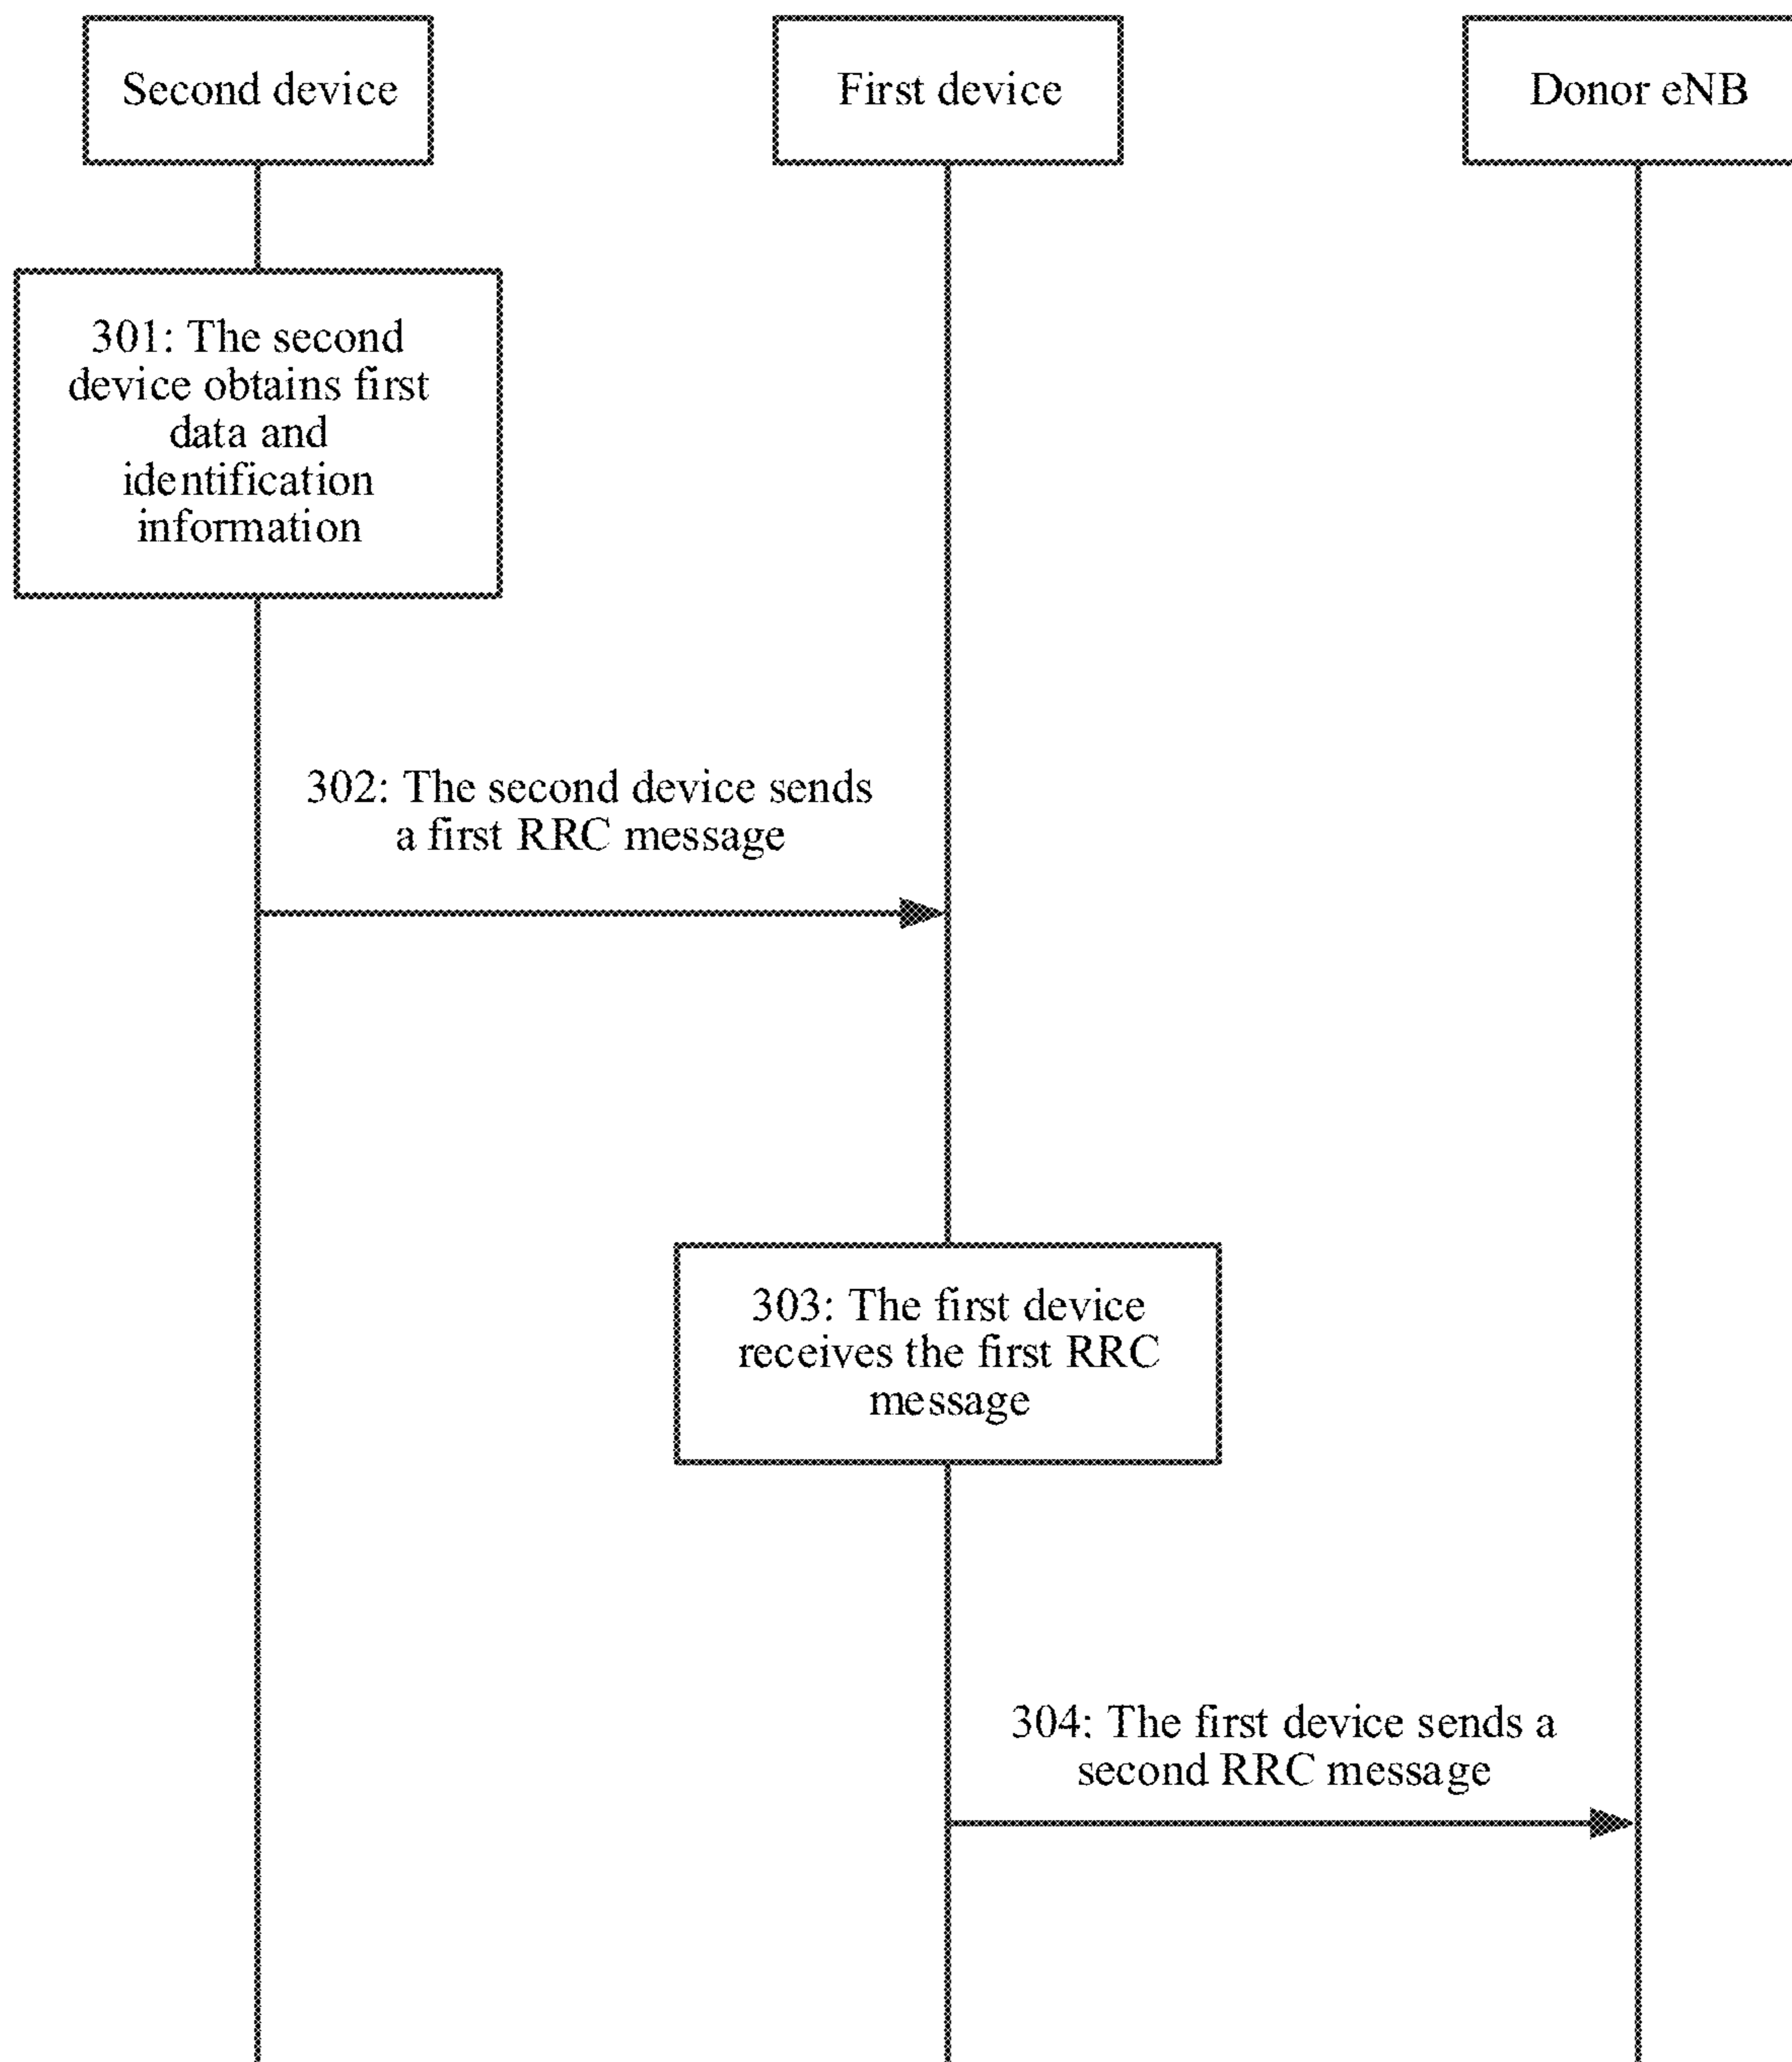 Second device
First device
Donor eNB
301: The second
device obtains first
data and
identification
information
302: The second device sends
a first RRC message
303: The first device
receives the first RRC
message
304: The first device sends a
second RRC message